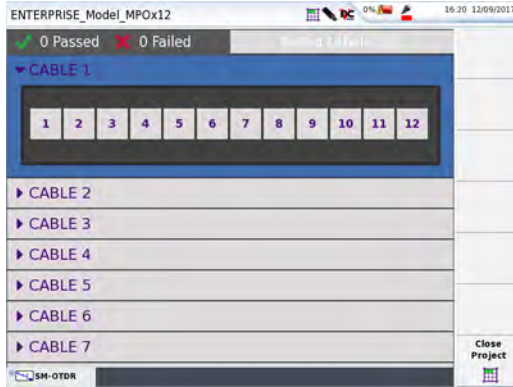 ENTERPRISE_Model_MPOx12 DC 0% 16:20 12/09/2017
0 Passed 0 Failed
CABLE 1
1 2 3 4 5 6 7 8 9 10 11 12
CABLE 2
CABLE 3
CABLE 4
CABLE 5
CABLE 6
CABLE 7
Close
Project
SM-OTDR